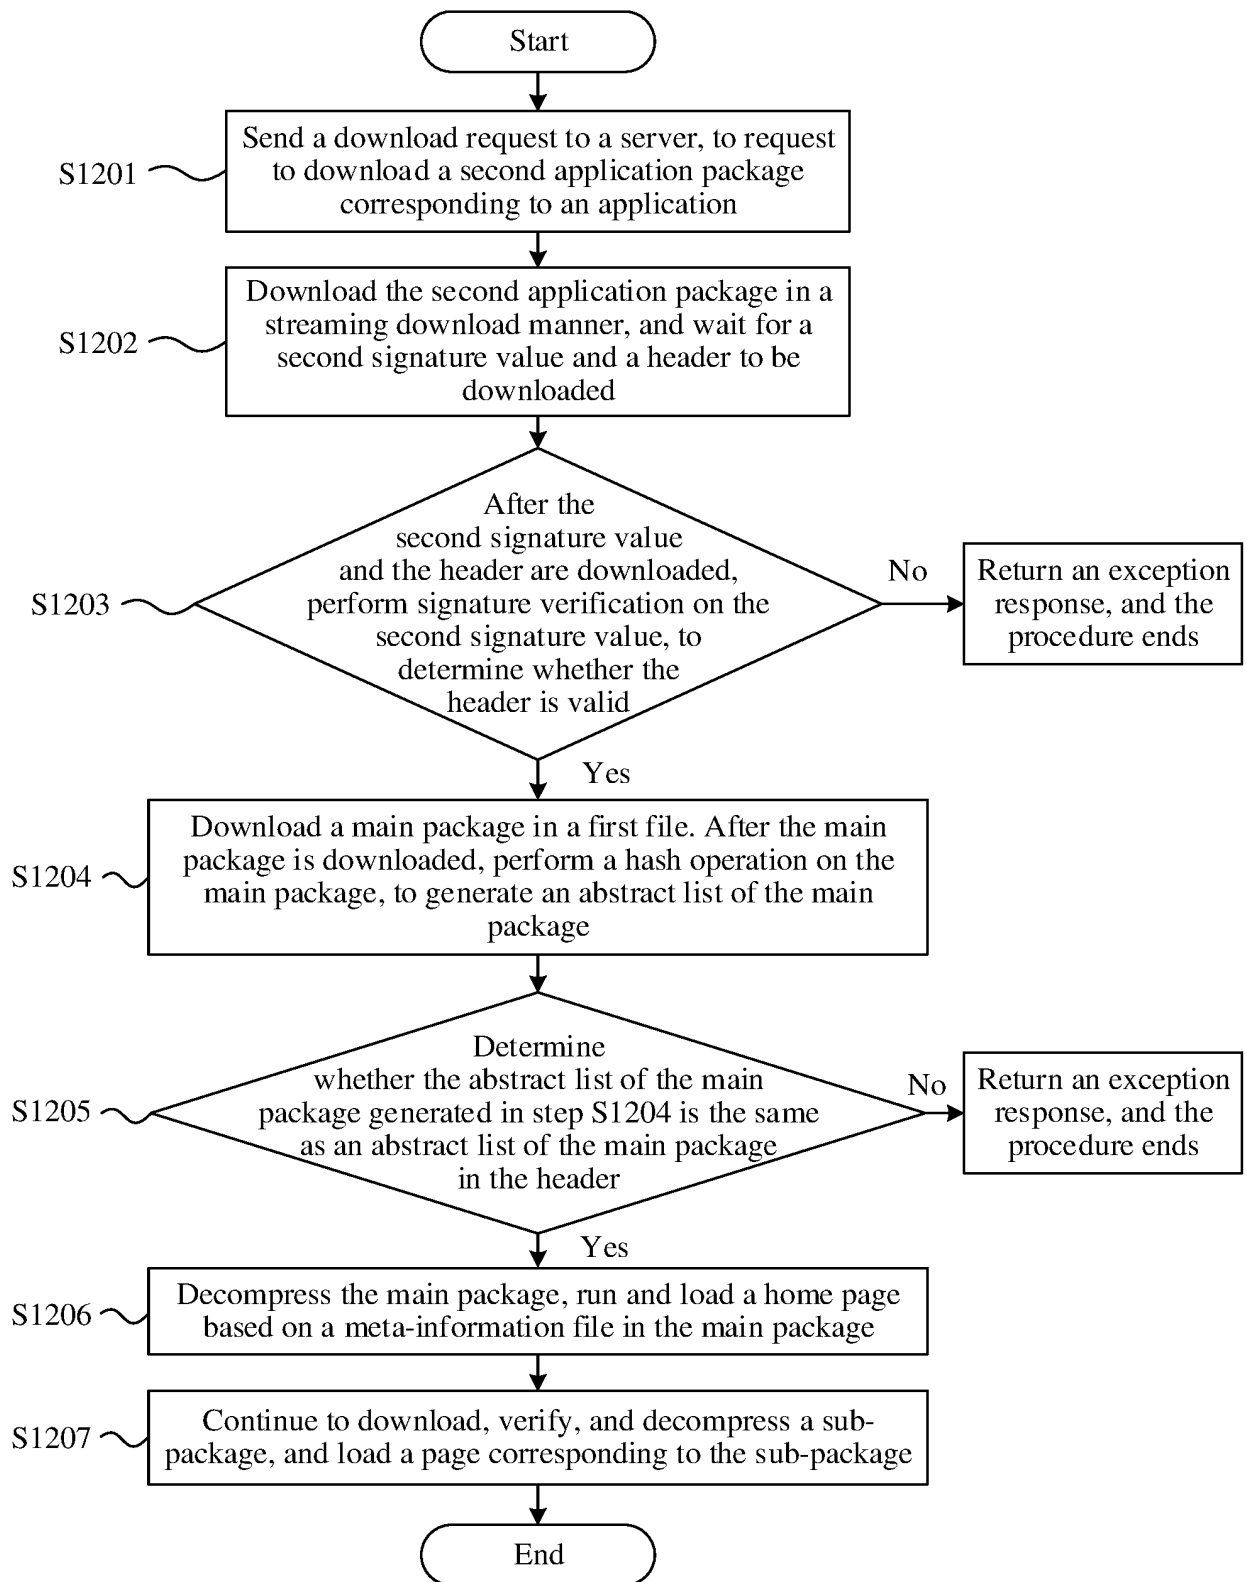 Start
S1201
Send a download request to a server, to request
to download a second application package
corresponding to an application
S1202
Download the second application package in a
streaming download manner, and wait for a
second signature value and a header to be
downloaded
S1203
After the
second signature value
and the header are downloaded,
perform signature verification on the
second signature value, to
determine whether the
header is valid
No
Return an exception
response, and the
procedure ends
Yes
S1204
Download a main package in a first file. After the main
package is downloaded, perform a hash operation on the
main package, to generate an abstract list of the main
package
S1205
Determine
whether the abstract list of the main
package generated in step S1204 is the same
as an abstract list of the main package
in the header
No
Return an exception
response, and the
procedure ends
Yes
S1206
Decompress the main package, run and load a home page
based on a meta-information file in the main package
S1207
Continue to download, verify, and decompress a sub-
package, and load a page corresponding to the sub-package
End